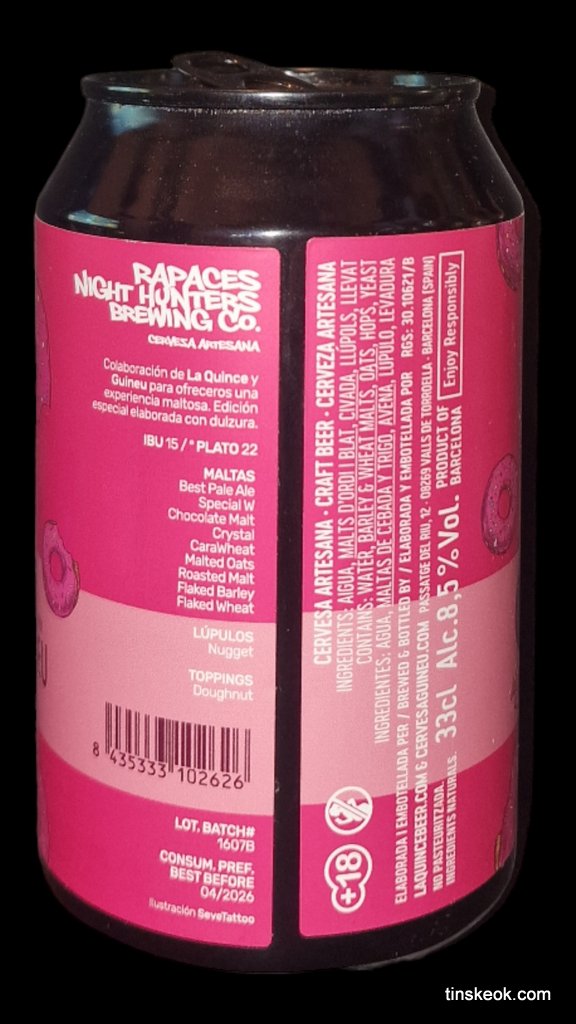 RAPACES
NIGHT HUNTERS
BREWING CO.
CERVESA ARTESANA
Colaboración de La Quince y
Guineu para ofreceros una
experiencia maltosa. Edición
especial elaborada con dulzura.
IBU 15 / º PLATO 22
MALTAS
Best Pale Ale
Special W
Chocolate Malt
Crystal
CaraWheat
Malted Oats
Roasted Malt
Flaked Barley
Flaked Wheat
LÚPULOS
Nugget
TOPPINGS
Doughnut
8 435333 102626
LOT. BATCH#
1607B
CONSUM. PREF.
BEST BEFORE
04/2026
Ilustración SeveTattoo
CERVESA ARTESANA · CRAFT BEER · CERVEZA ARTESANA
INGREDIENTS: AIGUA, MALTS D'ORDI I BLAT, CIVADA, LLÚPOLS, LLEVAT
CONTAINS: WATER, BARLEY & WHEAT MALTS, OATS, HOPS, YEAST
INGREDIENTES: AGUA, MALTAS DE CEBADA Y TRIGO, AVENA, LÚPULO, LEVADURA
ELABORADA I EMBOTELLADA PER / BREWED & BOTTLED BY / ELABORADA Y EMBOTELLADA POR RGS: 30.10621/B
LAQUINCEBEER.COM & CERVESAGUINEU.COM PASSATGE DEL RU, 12 · 08269 VALLS DE TORROELLA · BARCELONA (SPAIN)
NO PASTEURITZADA.
INGREDIENTS NATURALS.
33cl Alc.8,5 %Vol.
PRODUCT OF
BARCELONA
Enjoy Responsibly
+18
tinskeok.com